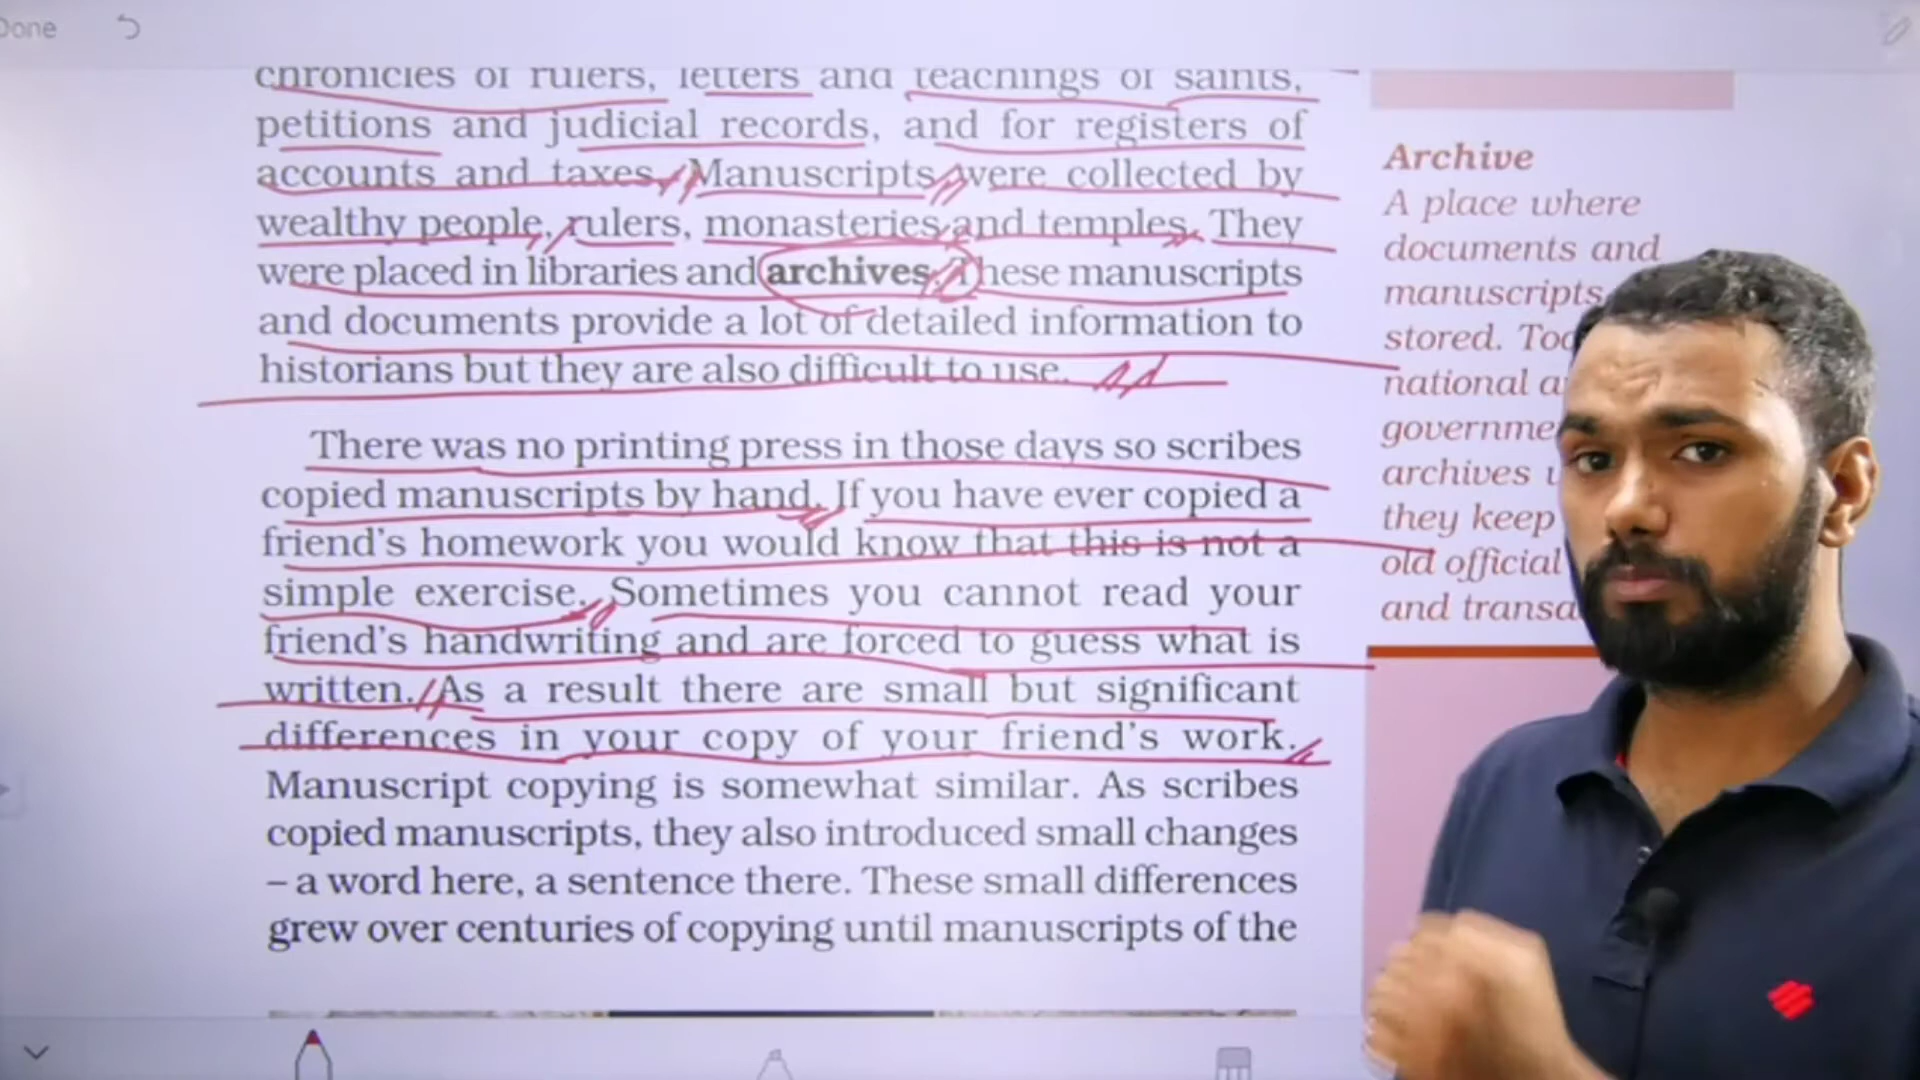 Done
chronicles of rulers, letters and teachings of saints,
petitions and judicial records, and for registers of
accounts and taxes. Manuscripts were collected by
wealthy people, rulers, monasteries and temples. They
were placed in libraries and archives. These manuscripts
and documents provide a lot of detailed information to
historians but they are also difficult to use.
There was no printing press in those days so scribes
copied manuscripts by hand. If you have ever copied a
friend's homework you would know that this is not a
simple exercise. Sometimes you cannot read your
friend's handwriting and are forced to guess what is
written. As a result there are small but significant
differences in your copy of your friend's work.
Manuscript copying is somewhat similar. As scribes
copied manuscripts, they also introduced small changes
– a word here, a sentence there. These small differences
grew over centuries of copying until manuscripts of the
Archive
A place where
documents and
manuscripts
stored.
national
archives
they keep
old official
and